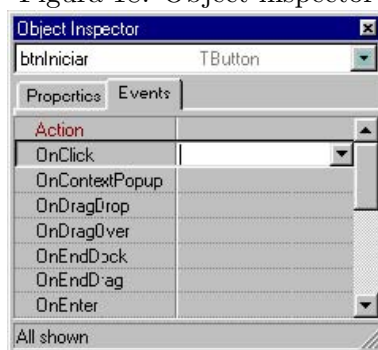 Figura 18: Object Inspector
Object Inspector
btnIniciar TButton
Properties Events
Action
OnClick
OnContextPopup
OnDragDrop
OnDragOver
OnEndDock
OnEndDrag
OnEnter
All shown